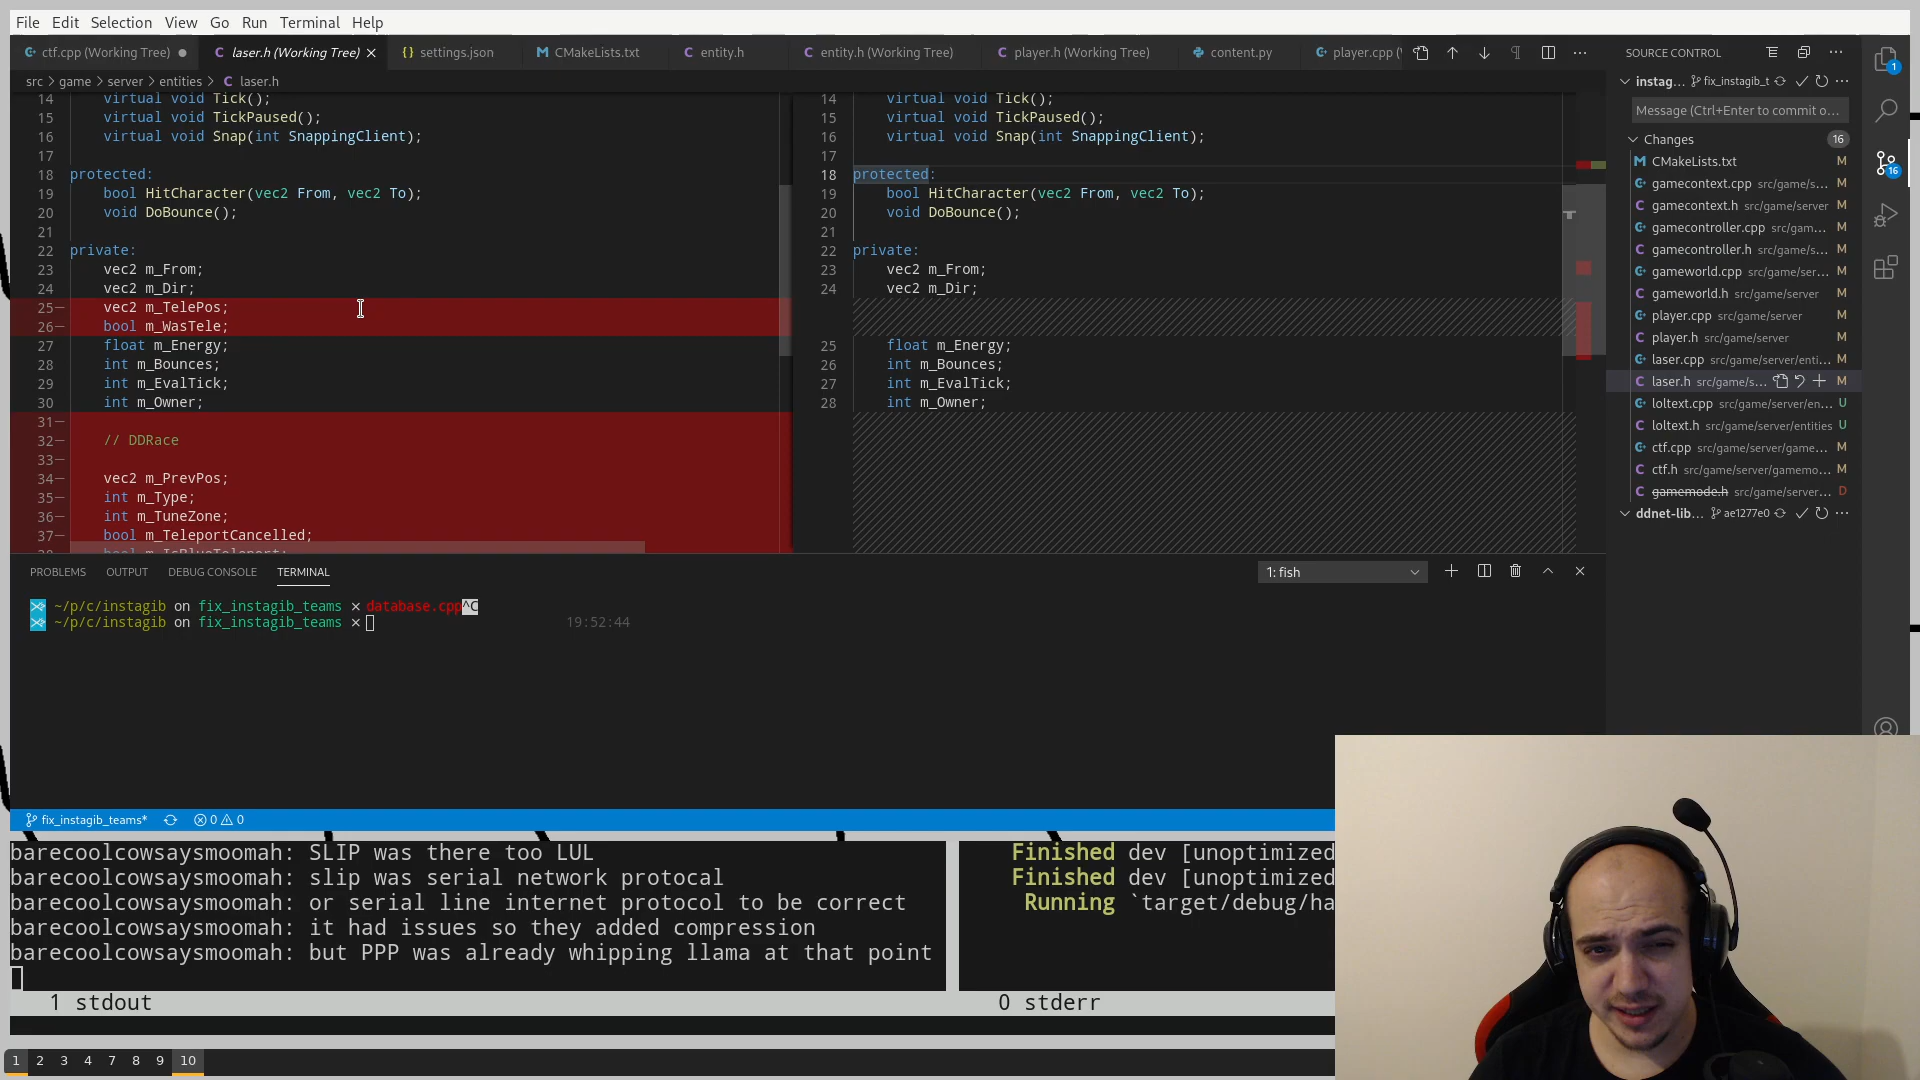 File Edit Selection View Go Run Terminal Help
ctf.cpp (Working Tree) laser.h (Working Tree) settings.json CMakeLists.txt entity.h entity.h (Working Tree) player.h (Working Tree) content.py player.cpp (
src > game > server > entities > laser.h
14 virtual void Tick();
15 virtual void TickPaused();
16 virtual void Snap(int SnappingClient);
17
18 protected:
19 bool HitCharacter(vec2 From, vec2 To);
20 void DoBounce();
21
22 private:
23 vec2 m_From;
24 vec2 m_Dir;
25— vec2 m_TelePos;
26— bool m_WasTele;
27 float m_Energy;
28 int m_Bounces;
29 int m_EvalTick;
30 int m_Owner;
31—
32— // DDRace
33—
34— vec2 m_PrevPos;
35— int m_Type;
36— int m_TuneZone;
37— bool m_TeleportCancelled;
38— bool m_IsBlueTeleport;
14 virtual void Tick();
15 virtual void TickPaused();
16 virtual void Snap(int SnappingClient);
17
18 protected:
19 bool HitCharacter(vec2 From, vec2 To);
20 void DoBounce();
21
22 private:
23 vec2 m_From;
24 vec2 m_Dir;
25 float m_Energy;
26 int m_Bounces;
27 int m_EvalTick;
28 int m_Owner;
SOURCE CONTROL
instag... fix_instagib_t
Message (Ctrl+Enter to commit o...
Changes 16
CMakeLists.txt M
gamecontext.cpp src/game/s... M
gamecontext.h src/game/server M
gamecontroller.cpp src/gam... M
gamecontroller.h src/game/s... M
gameworld.cpp src/game/ser... M
gameworld.h src/game/server M
player.cpp src/game/server M
player.h src/game/server M
laser.cpp src/game/server/enti... M
laser.h src/game/s... M
loltext.cpp src/game/server/en... U
loltext.h src/game/server/entities U
ctf.cpp src/game/server/game... M
ctf.h src/game/server/gamemo... M
gamemode.h src/game/server... D
ddnet-lib... ae1277e0
1
16
PROBLEMS OUTPUT DEBUG CONSOLE TERMINAL 1: fish
~/p/c/instagib on fix_instagib_teams × database.cpp^C
~/p/c/instagib on fix_instagib_teams × 19:52:44
fix_instagib_teams* 0 0
barecoolcowsaysmoomah: SLIP was there too LUL
barecoolcowsaysmoomah: slip was serial network protocal
barecoolcowsaysmoomah: or serial line internet protocol to be correct
barecoolcowsaysmoomah: it had issues so they added compression
barecoolcowsaysmoomah: but PPP was already whipping llama at that point
1 stdout
Finished dev [unoptimized
Finished dev [unoptimized
Running `target/debug/ha
0 stderr
1 2 3 4 7 8 9 10